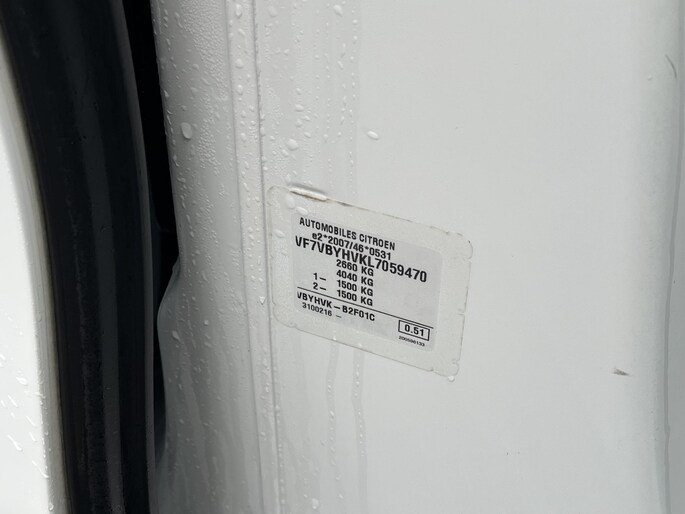 AUTOMOBILES CITROEN
e2*2007/46*0531
VF7VBYHVKL7059470
2660 KG
4040 KG
1— 1500 KG
2— 1500 KG
VBYHVK—B2F01C
3100216 —
0.51